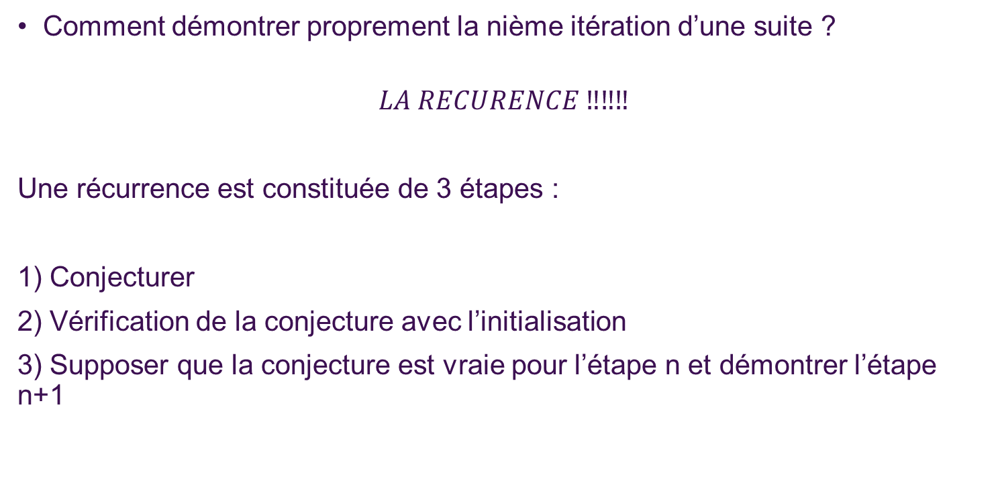 • Comment démontrer proprement la nième itération d’une suite ?
LA RECURENCE !!!!!!
Une récurrence est constituée de 3 étapes :
1) Conjecturer
2) Vérification de la conjecture avec l’initialisation
3) Supposer que la conjecture est vraie pour l’étape n et démontrer l’étape
n+1